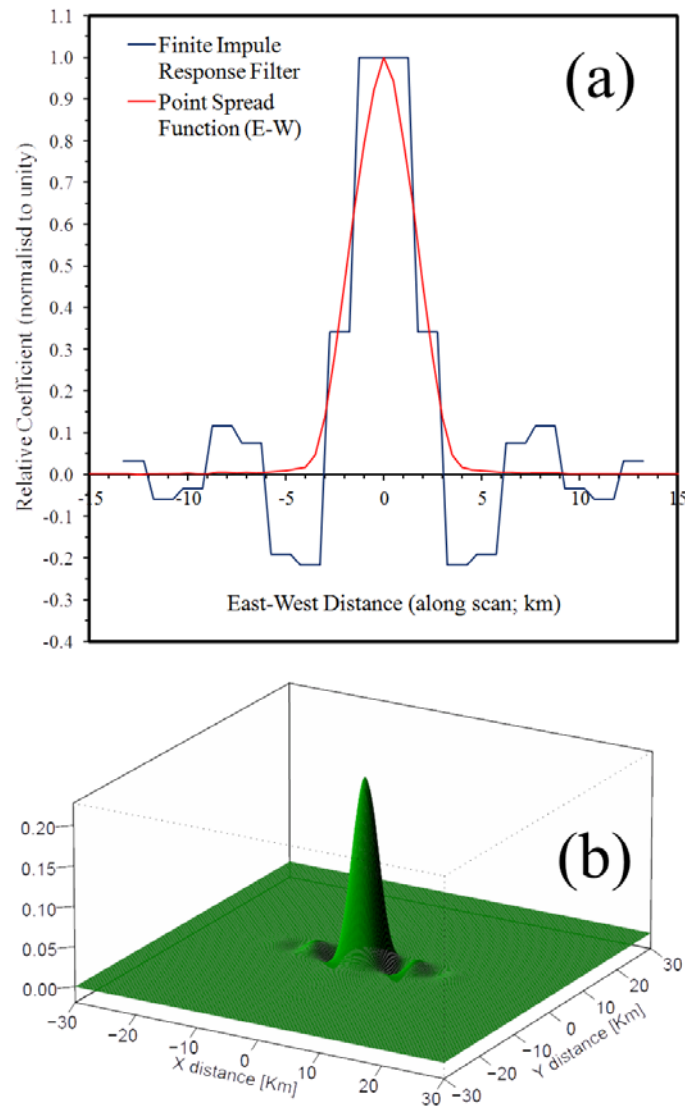 1.1
Finite Impule
Response Filter
Point Spread
Function (E-W)
(a)
1.0
0.9
0.8
0.7
0.6
0.5
0.4
0.3
0.2
0.1
0.0
-0.1
-0.2
-0.3
-0.4
Relative Coefficient (normalisd to unity)
-15 -10 -5 0 5 10 15
East-West Distance (along scan; km)
(b)
0.20
0.15
0.10
0.05
0.00
−30 −20 −10 0 10 20 30
X distance [Km]
−30 −20 −10 0 10 20 30
Y distance [Km]